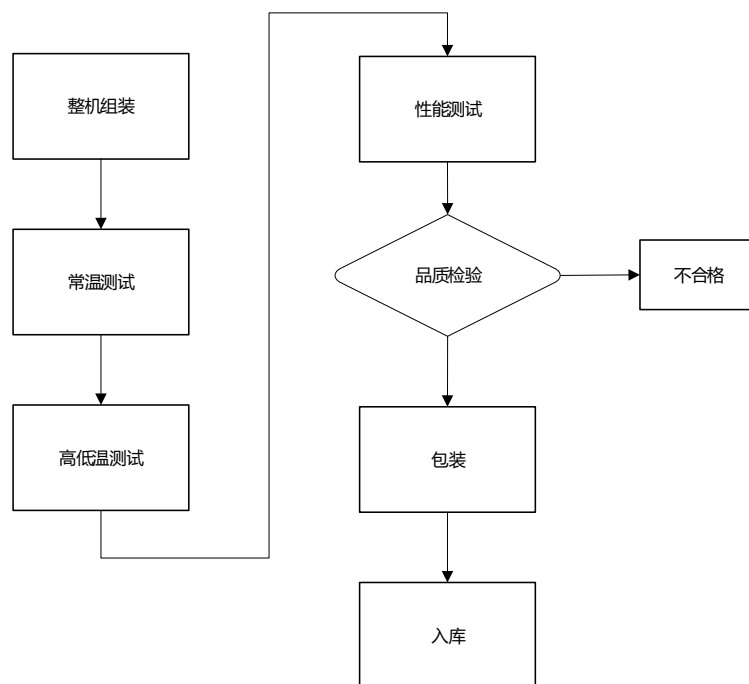 整机组装
常温测试
高低温测试
性能测试
品质检验
不合格
包装
入库